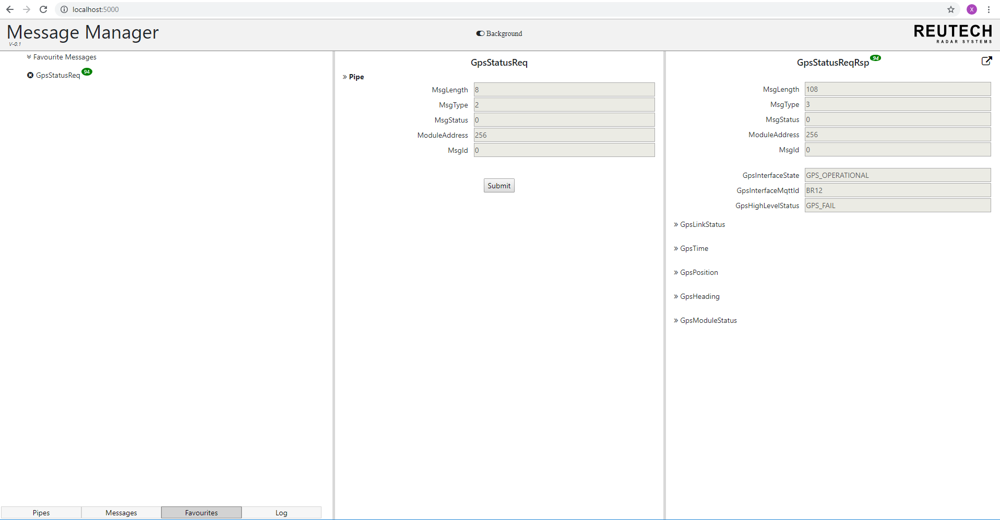 localhost:5000
X
Message Manager
V-0.1
Background
REUTECH
RADAR SYSTEMS
Favourite Messages
GpsStatusReq 94
GpsStatusReq
Pipe
MsgLength 8
MsgType 2
MsgStatus 0
ModuleAddress 256
MsgId 0
Submit
GpsStatusReqRsp 94
MsgLength 108
MsgType 3
MsgStatus 0
ModuleAddress 256
MsgId 0
GpsInterfaceState GPS_OPERATIONAL
GpsInterfaceMqttId BR12
GpsHighLevelStatus GPS_FAIL
GpsLinkStatus
GpsTime
GpsPosition
GpsHeading
GpsModuleStatus
Pipes Messages Favourites Log